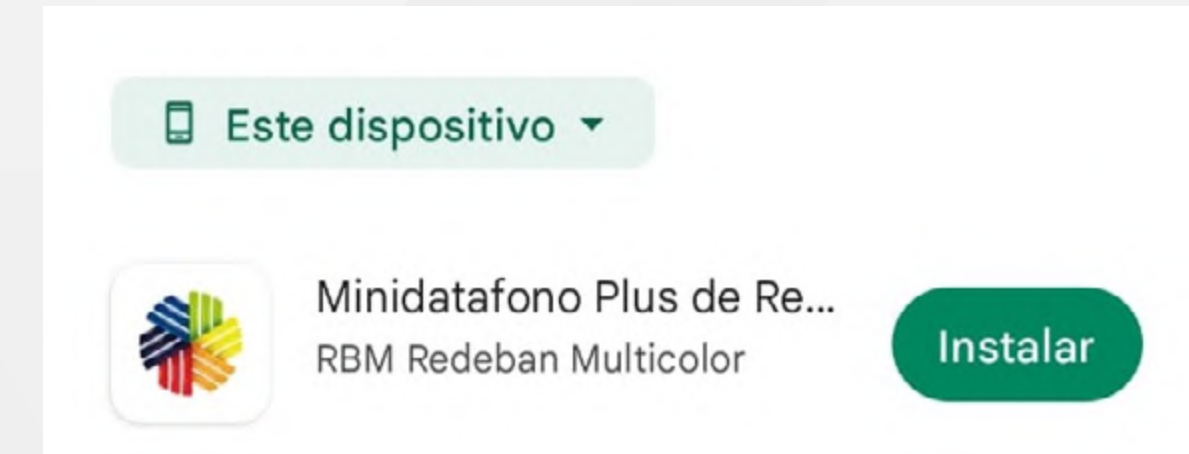 Este dispositivo
Minidatafono Plus de Re...
RBM Redeban Multicolor
Instalar